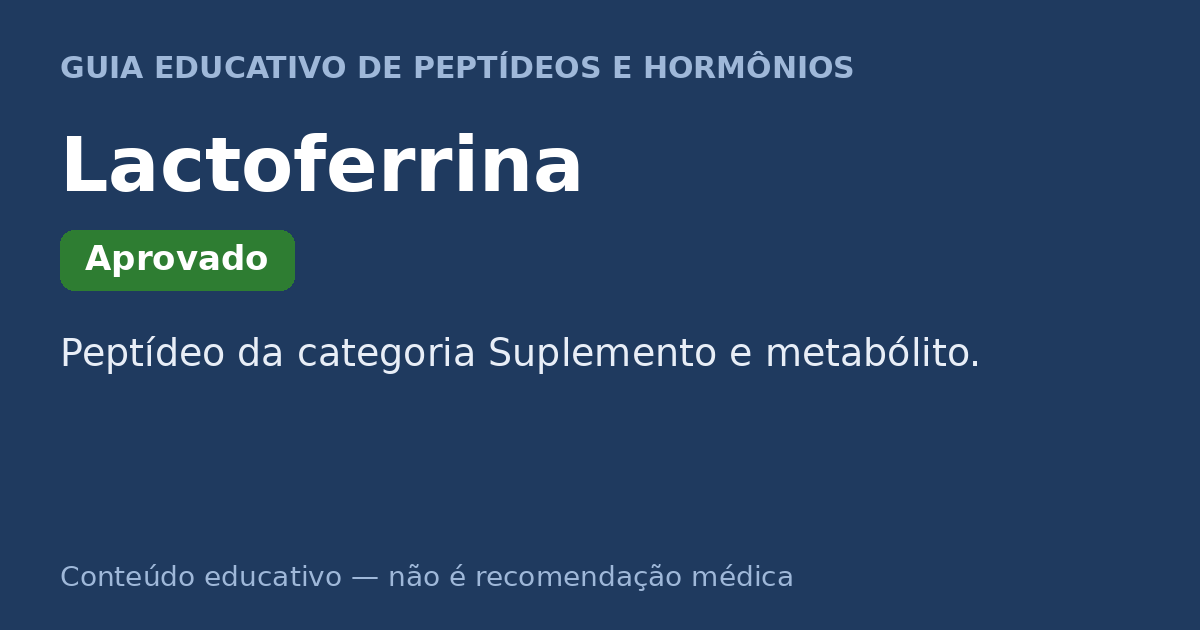 GUIA EDUCATIVO DE PEPTÍDEOS E HORMÔNIOS
Lactoferrina
Aprovado
Peptídeo da categoria Suplemento e metabólito.
Conteúdo educativo — não é recomendação médica